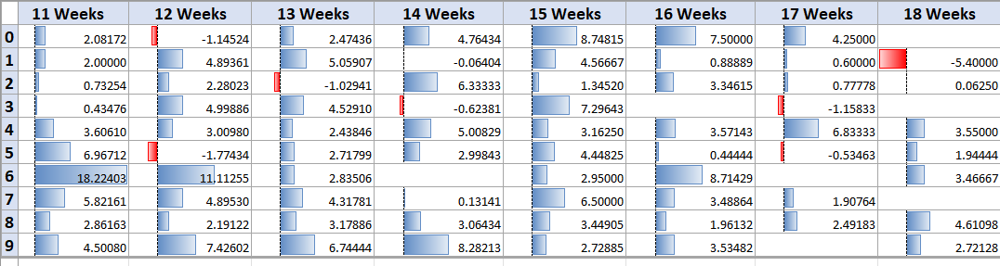 11 Weeks 12 Weeks 13 Weeks 14 Weeks 15 Weeks 16 Weeks 17 Weeks 18 Weeks
0 2.08172 -1.14524 2.47436 4.76434 8.74815 7.50000 4.25000
1 2.00000 4.89361 5.05907 -0.06404 4.56667 0.88889 0.60000 -5.40000
2 0.73254 2.28023 -1.02941 6.33333 1.34520 3.34615 0.77778 0.06250
3 0.43476 4.99886 4.52910 -0.62381 7.29643 -1.15833
4 3.60610 3.00980 2.43846 5.00829 3.16250 3.57143 6.83333 3.55000
5 6.96712 -1.77434 2.71799 2.99843 4.44825 0.44444 -0.53463 1.94444
6 18.22403 11.11255 2.83506 2.95000 8.71429 3.46667
7 5.82161 4.89530 4.31781 0.13141 6.50000 3.48864 1.90764
8 2.86163 2.19122 3.17886 3.06434 3.44905 1.96132 2.49183 4.61098
9 4.50080 7.42602 6.74444 8.28213 2.72885 3.53482 2.72128